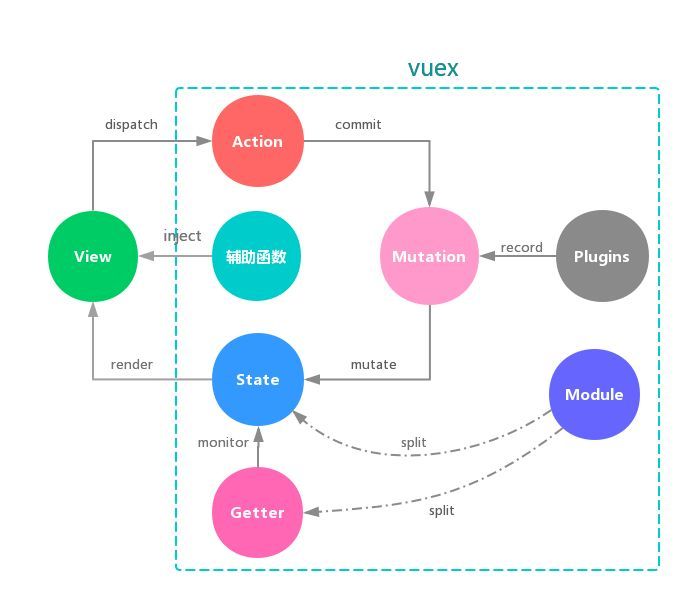 vuex
dispatch
Action
commit
View
inject
辅助函数
Mutation
record
Plugins
render
State
mutate
Module
monitor
split
Getter
split